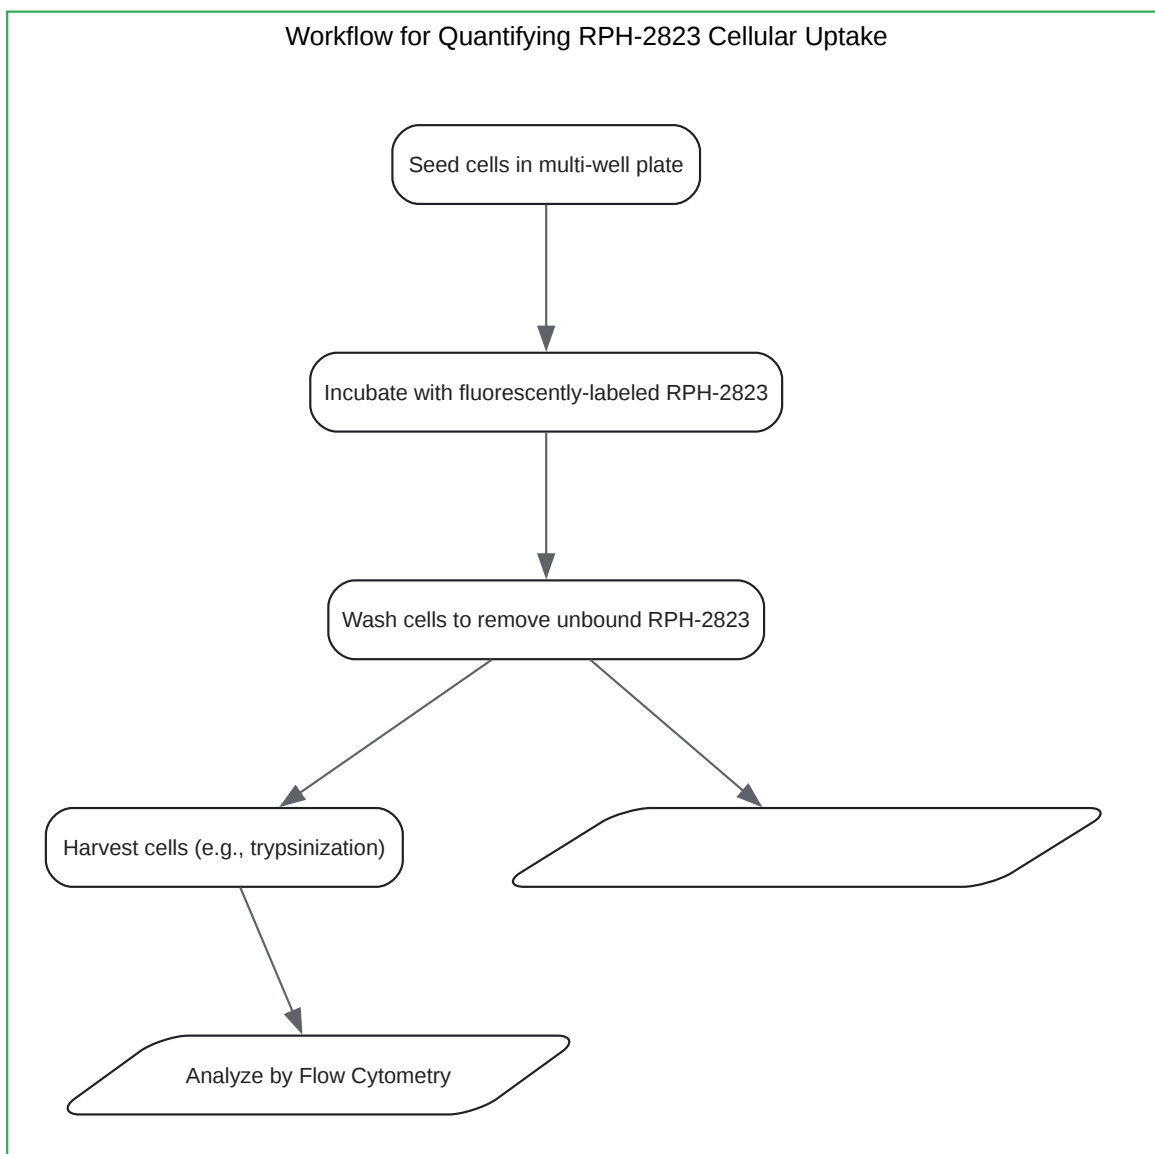 Workflow for Quantifying RPH-2823 Cellular Uptake
Seed cells in multi-well plate
Incubate with fluorescently-labeled RPH-2823
Wash cells to remove unbound RPH-2823
Harvest cells (e.g., trypsinization)
Analyze by Flow Cytometry